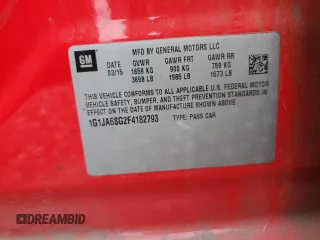 GM
MFD BY GENERAL MOTORS LLC
DATE GVWR GAWR FRT GAWR RR
03/15 1659 KG 900 KG 759 KG
3658 LB 1985 LB 1673 LB
THIS VEHICLE CONFORMS TO ALL APPLICABLE U.S. FEDERAL MOTOR
VEHICLE SAFETY, BUMPER, AND THEFT PREVENTION STANDARDS IN
EFFECT ON THE DATE OF MANUFACTURE SHOWN ABOVE.
1G1JA6SG2F4182793 TYPE: PASS CAR
DREAMBID